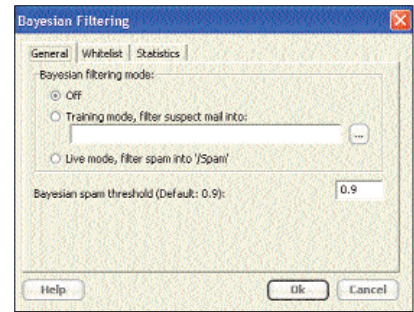 Bayesian Filtering
General Whitelist Statistics
Bayesian filtering mode:
Off
Training mode, filter suspect mail into:
...
Live mode, filter spam into '/Spam'
Bayesian spam threshold (Default: 0.9): 0.9
Help Ok Cancel